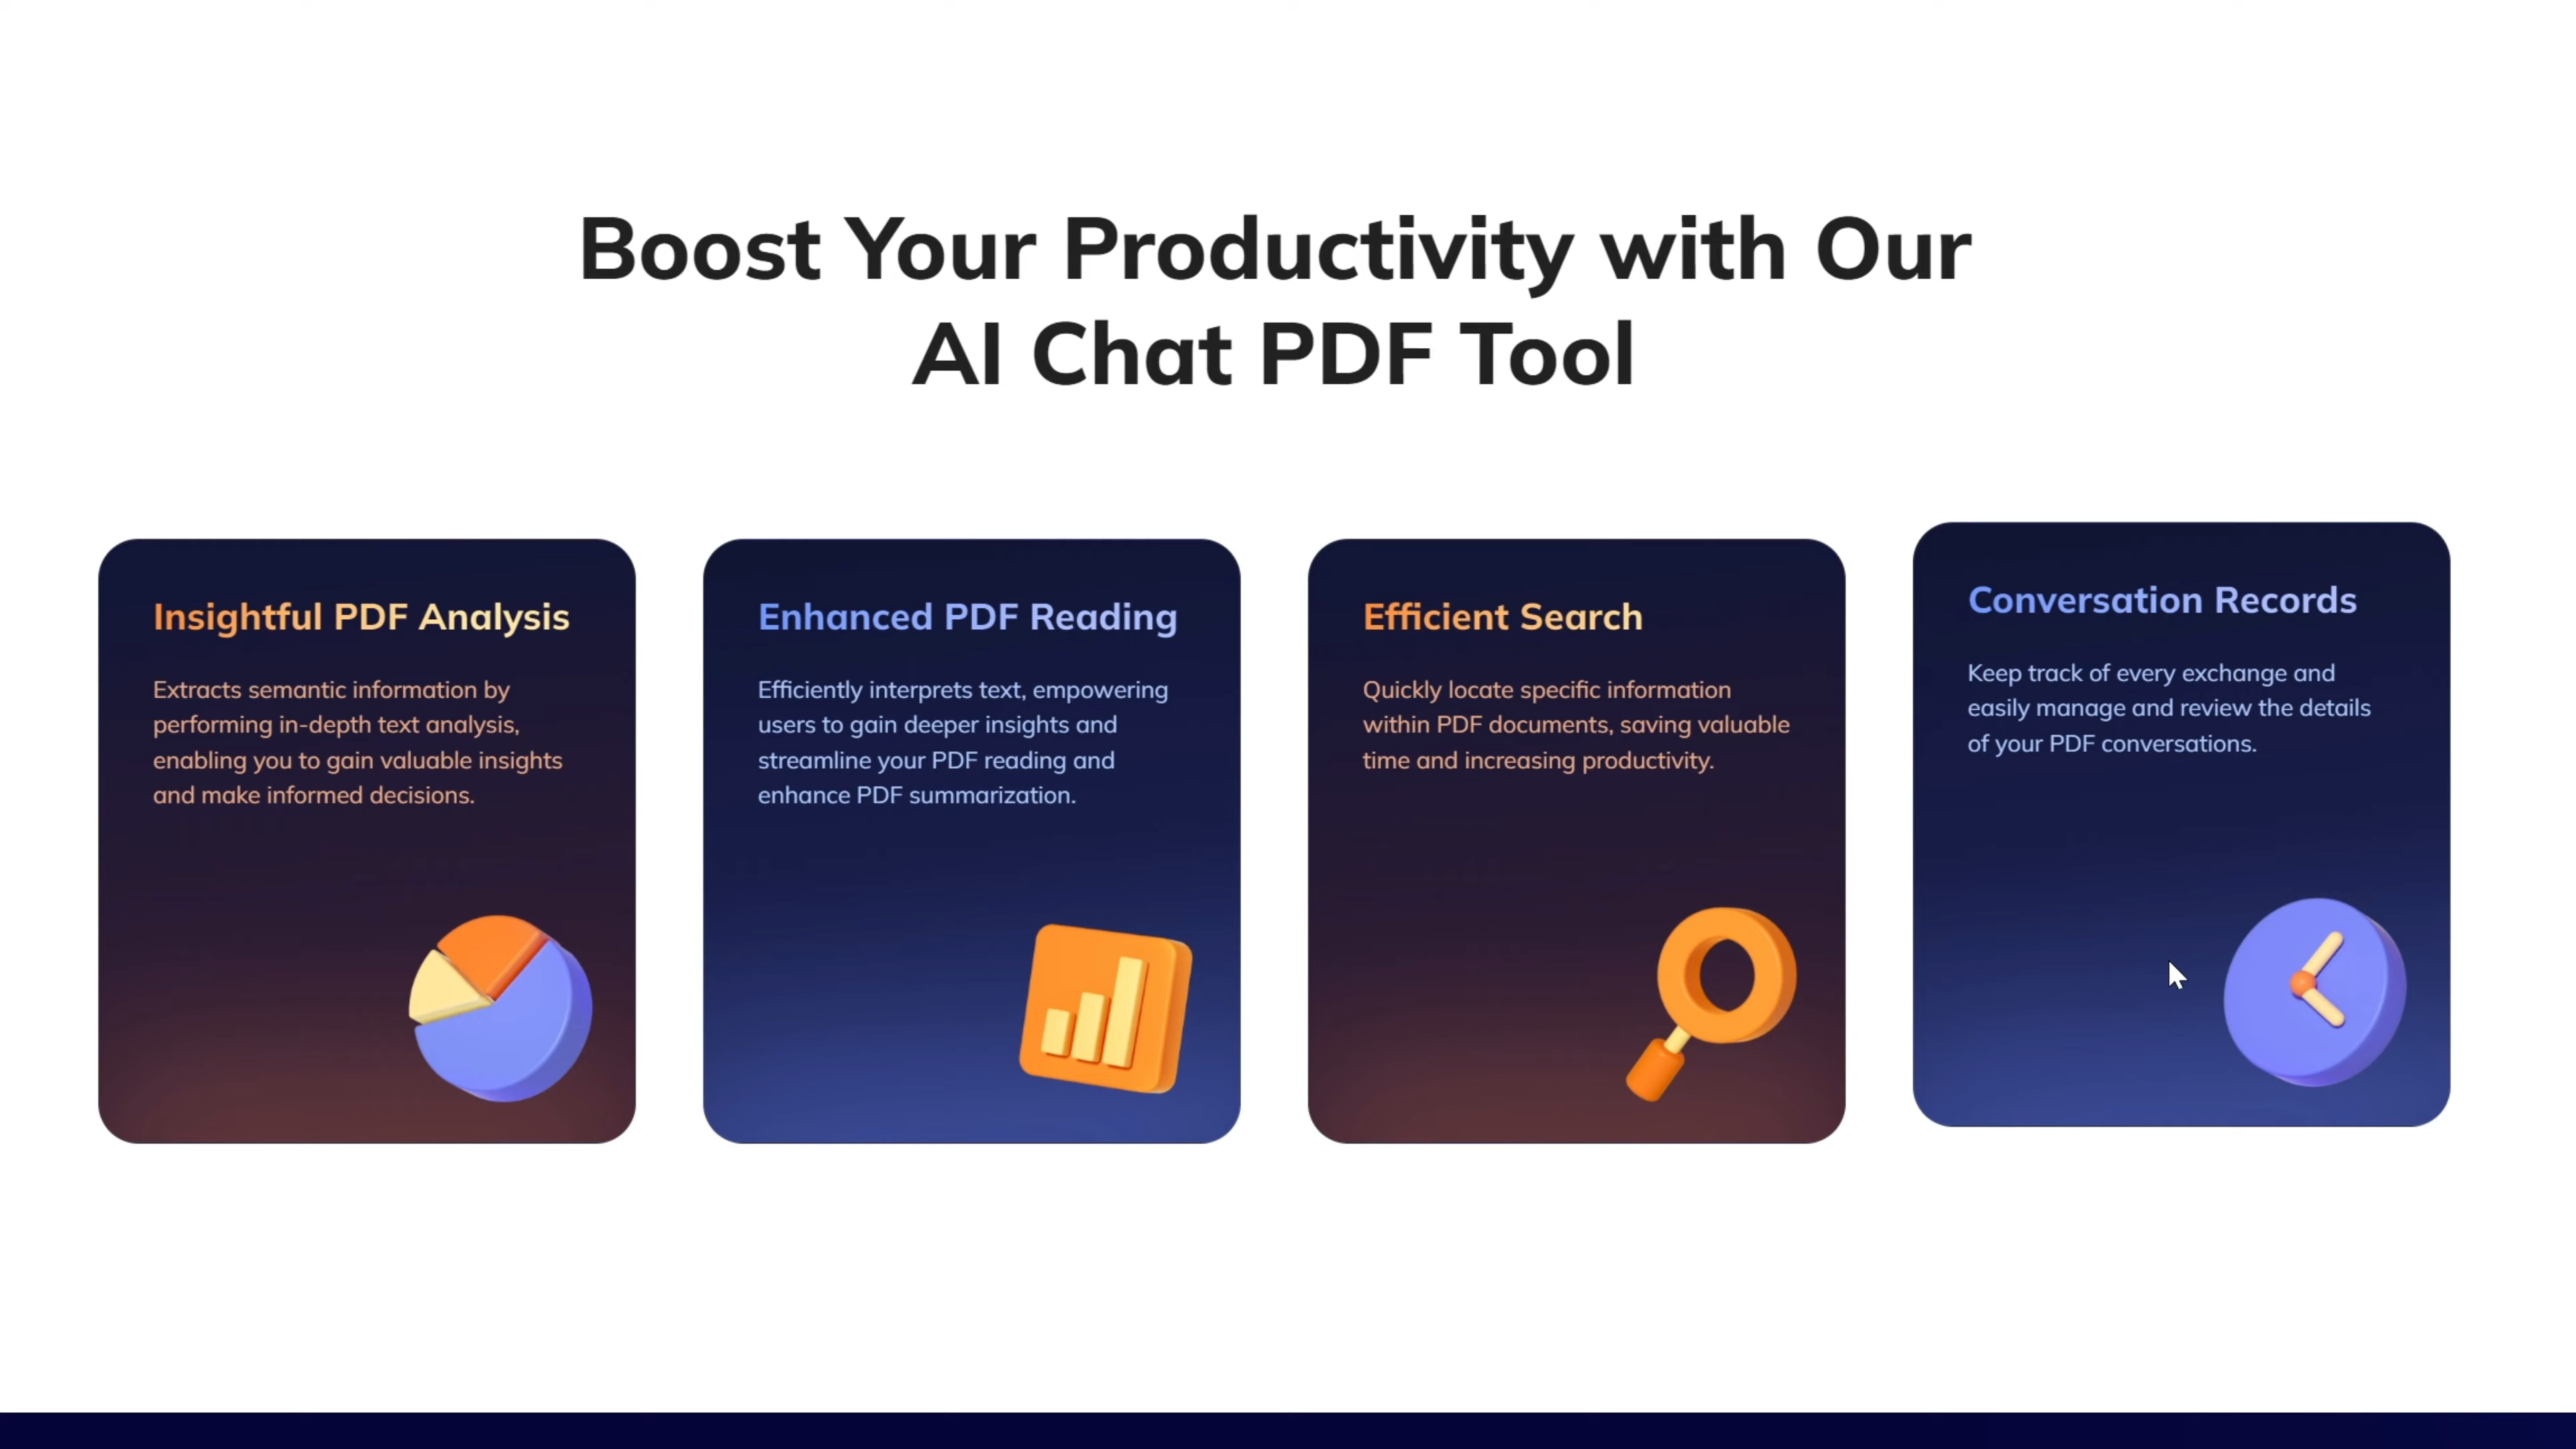 Boost Your Productivity with Our
AI Chat PDF Tool
Insightful PDF Analysis
Extracts semantic information by
performing in-depth text analysis,
enabling you to gain valuable insights
and make informed decisions.
Enhanced PDF Reading
Efficiently interprets text, empowering
users to gain deeper insights and
streamline your PDF reading and
enhance PDF summarization.
Efficient Search
Quickly locate specific information
within PDF documents, saving valuable
time and increasing productivity.
Conversation Records
Keep track of every exchange and
easily manage and review the details
of your PDF conversations.